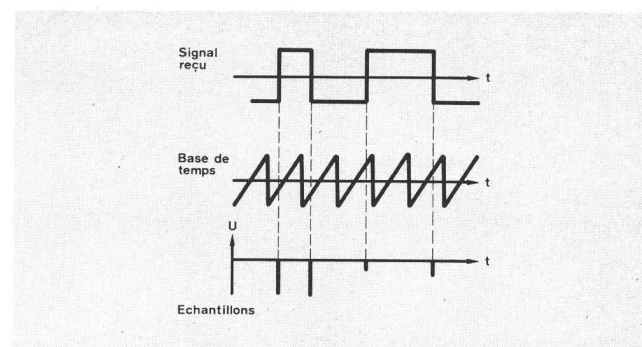 Signal
reçu
t
Base de
temps
t
U
t
Echantillons